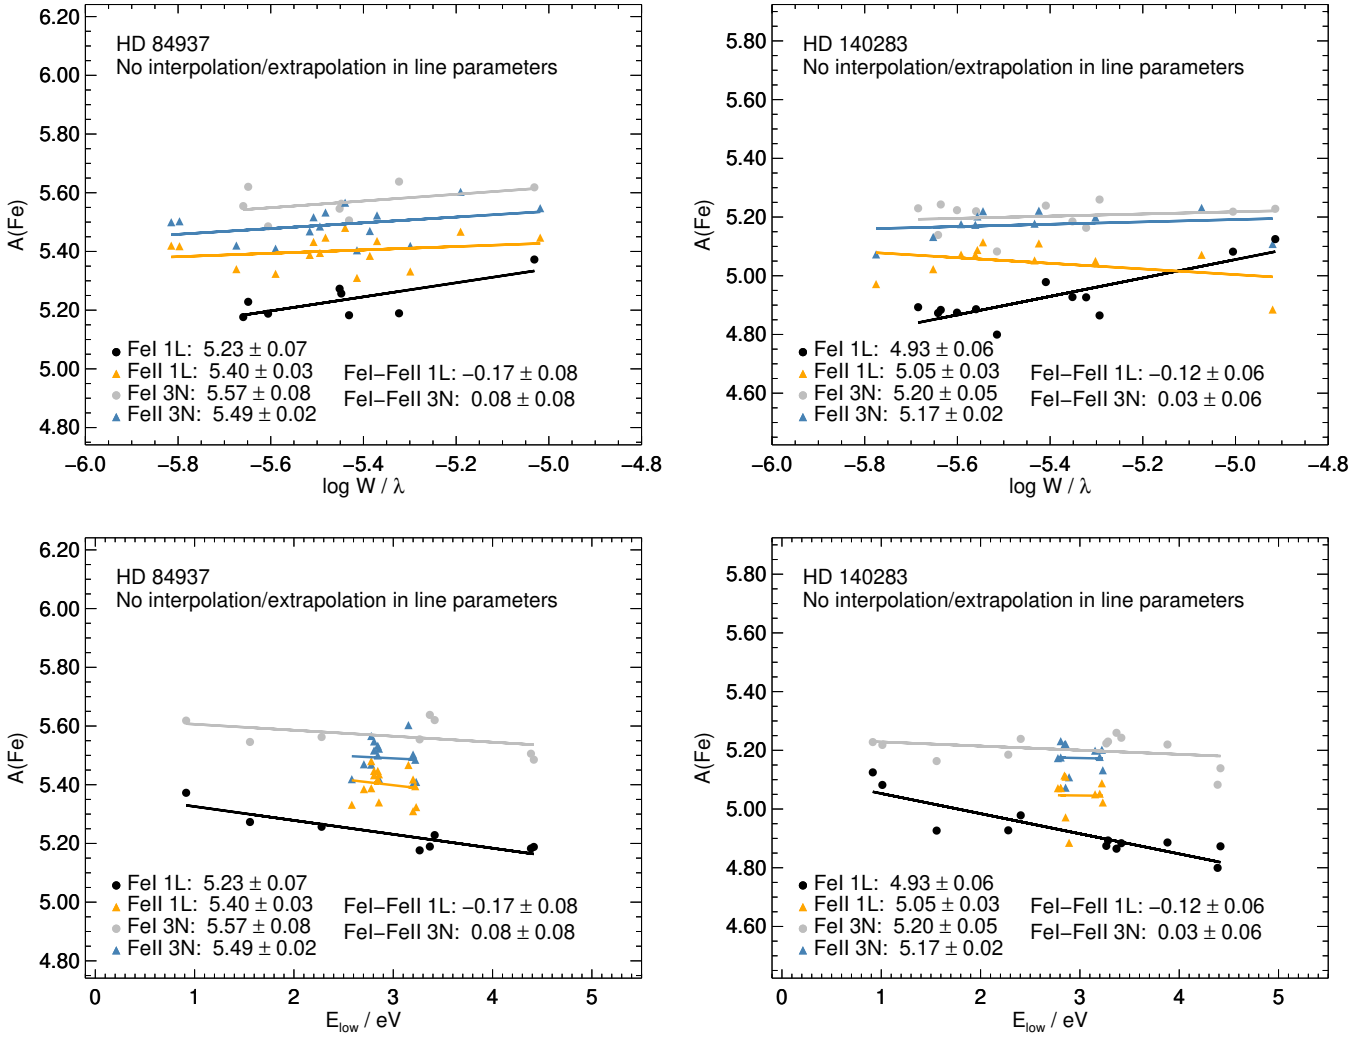 6.20
6.00
5.80
5.60
5.40
5.20
5.00
4.80
A(Fe)
HD 84937
No interpolation/extrapolation in line parameters
FeI 1L: 5.23 ± 0.07
FeII 1L: 5.40 ± 0.03
FeI 3N: 5.57 ± 0.08
FeII 3N: 5.49 ± 0.02
FeI−FeII 1L: −0.17 ± 0.08
FeI−FeII 3N: 0.08 ± 0.08
−6.0 −5.8 −5.6 −5.4 −5.2 −5.0 −4.8
log W / λ
5.80
5.60
5.40
5.20
5.00
4.80
4.60
A(Fe)
HD 140283
No interpolation/extrapolation in line parameters
FeI 1L: 4.93 ± 0.06
FeII 1L: 5.05 ± 0.03
FeI 3N: 5.20 ± 0.05
FeII 3N: 5.17 ± 0.02
FeI−FeII 1L: −0.12 ± 0.06
FeI−FeII 3N: 0.03 ± 0.06
−6.0 −5.8 −5.6 −5.4 −5.2 −5.0 −4.8
log W / λ
6.20
6.00
5.80
5.60
5.40
5.20
5.00
4.80
A(Fe)
HD 84937
No interpolation/extrapolation in line parameters
FeI 1L: 5.23 ± 0.07
FeII 1L: 5.40 ± 0.03
FeI 3N: 5.57 ± 0.08
FeII 3N: 5.49 ± 0.02
FeI−FeII 1L: −0.17 ± 0.08
FeI−FeII 3N: 0.08 ± 0.08
0 1 2 3 4 5
E_low / eV
5.80
5.60
5.40
5.20
5.00
4.80
4.60
A(Fe)
HD 140283
No interpolation/extrapolation in line parameters
FeI 1L: 4.93 ± 0.06
FeII 1L: 5.05 ± 0.03
FeI 3N: 5.20 ± 0.05
FeII 3N: 5.17 ± 0.02
FeI−FeII 1L: −0.12 ± 0.06
FeI−FeII 3N: 0.03 ± 0.06
0 1 2 3 4 5
E_low / eV